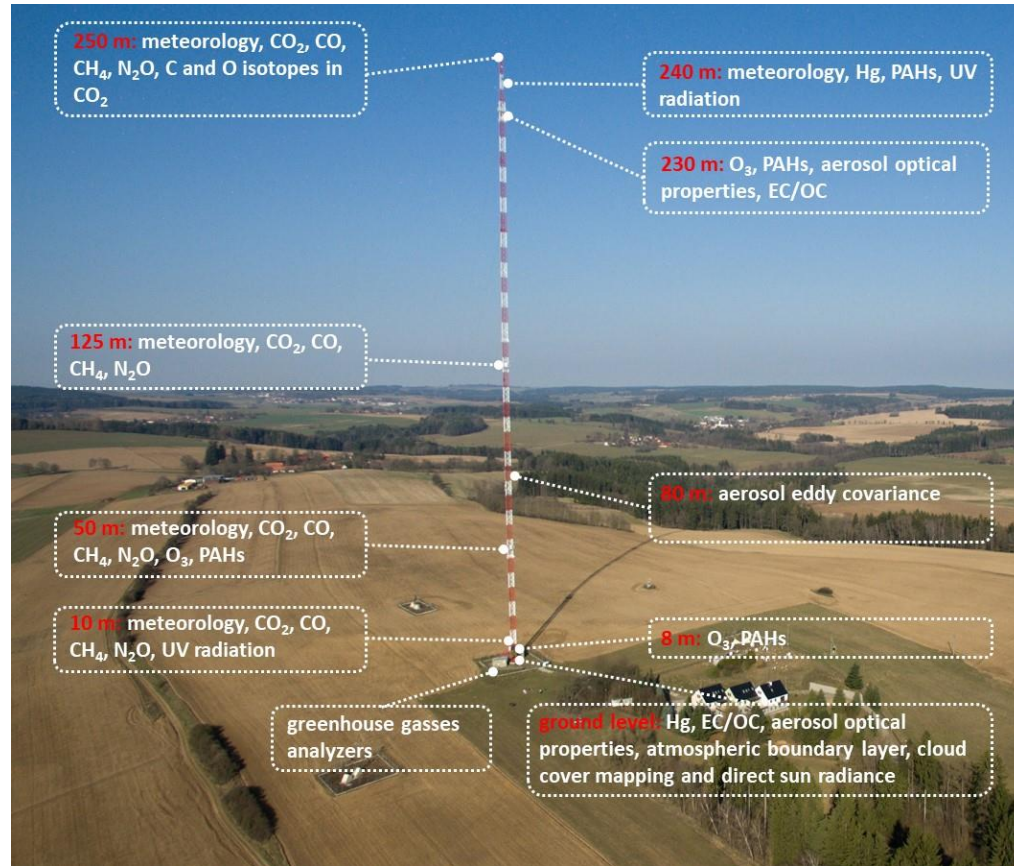 250 m: meteorology, CO₂, CO,
CH₄, N₂O, C and O isotopes in
CO₂
240 m: meteorology, Hg, PAHs, UV
radiation
230 m: O₃, PAHs, aerosol optical
properties, EC/OC
125 m: meteorology, CO₂, CO,
CH₄, N₂O
80 m: aerosol eddy covariance
50 m: meteorology, CO₂, CO,
CH₄, N₂O, O₃, PAHs
10 m: meteorology, CO₂, CO,
CH₄, N₂O, UV radiation
8 m: O₃, PAHs
greenhouse gasses
analyzers
ground level: Hg, EC/OC, aerosol optical
properties, atmospheric boundary layer, cloud
cover mapping and direct sun radiance